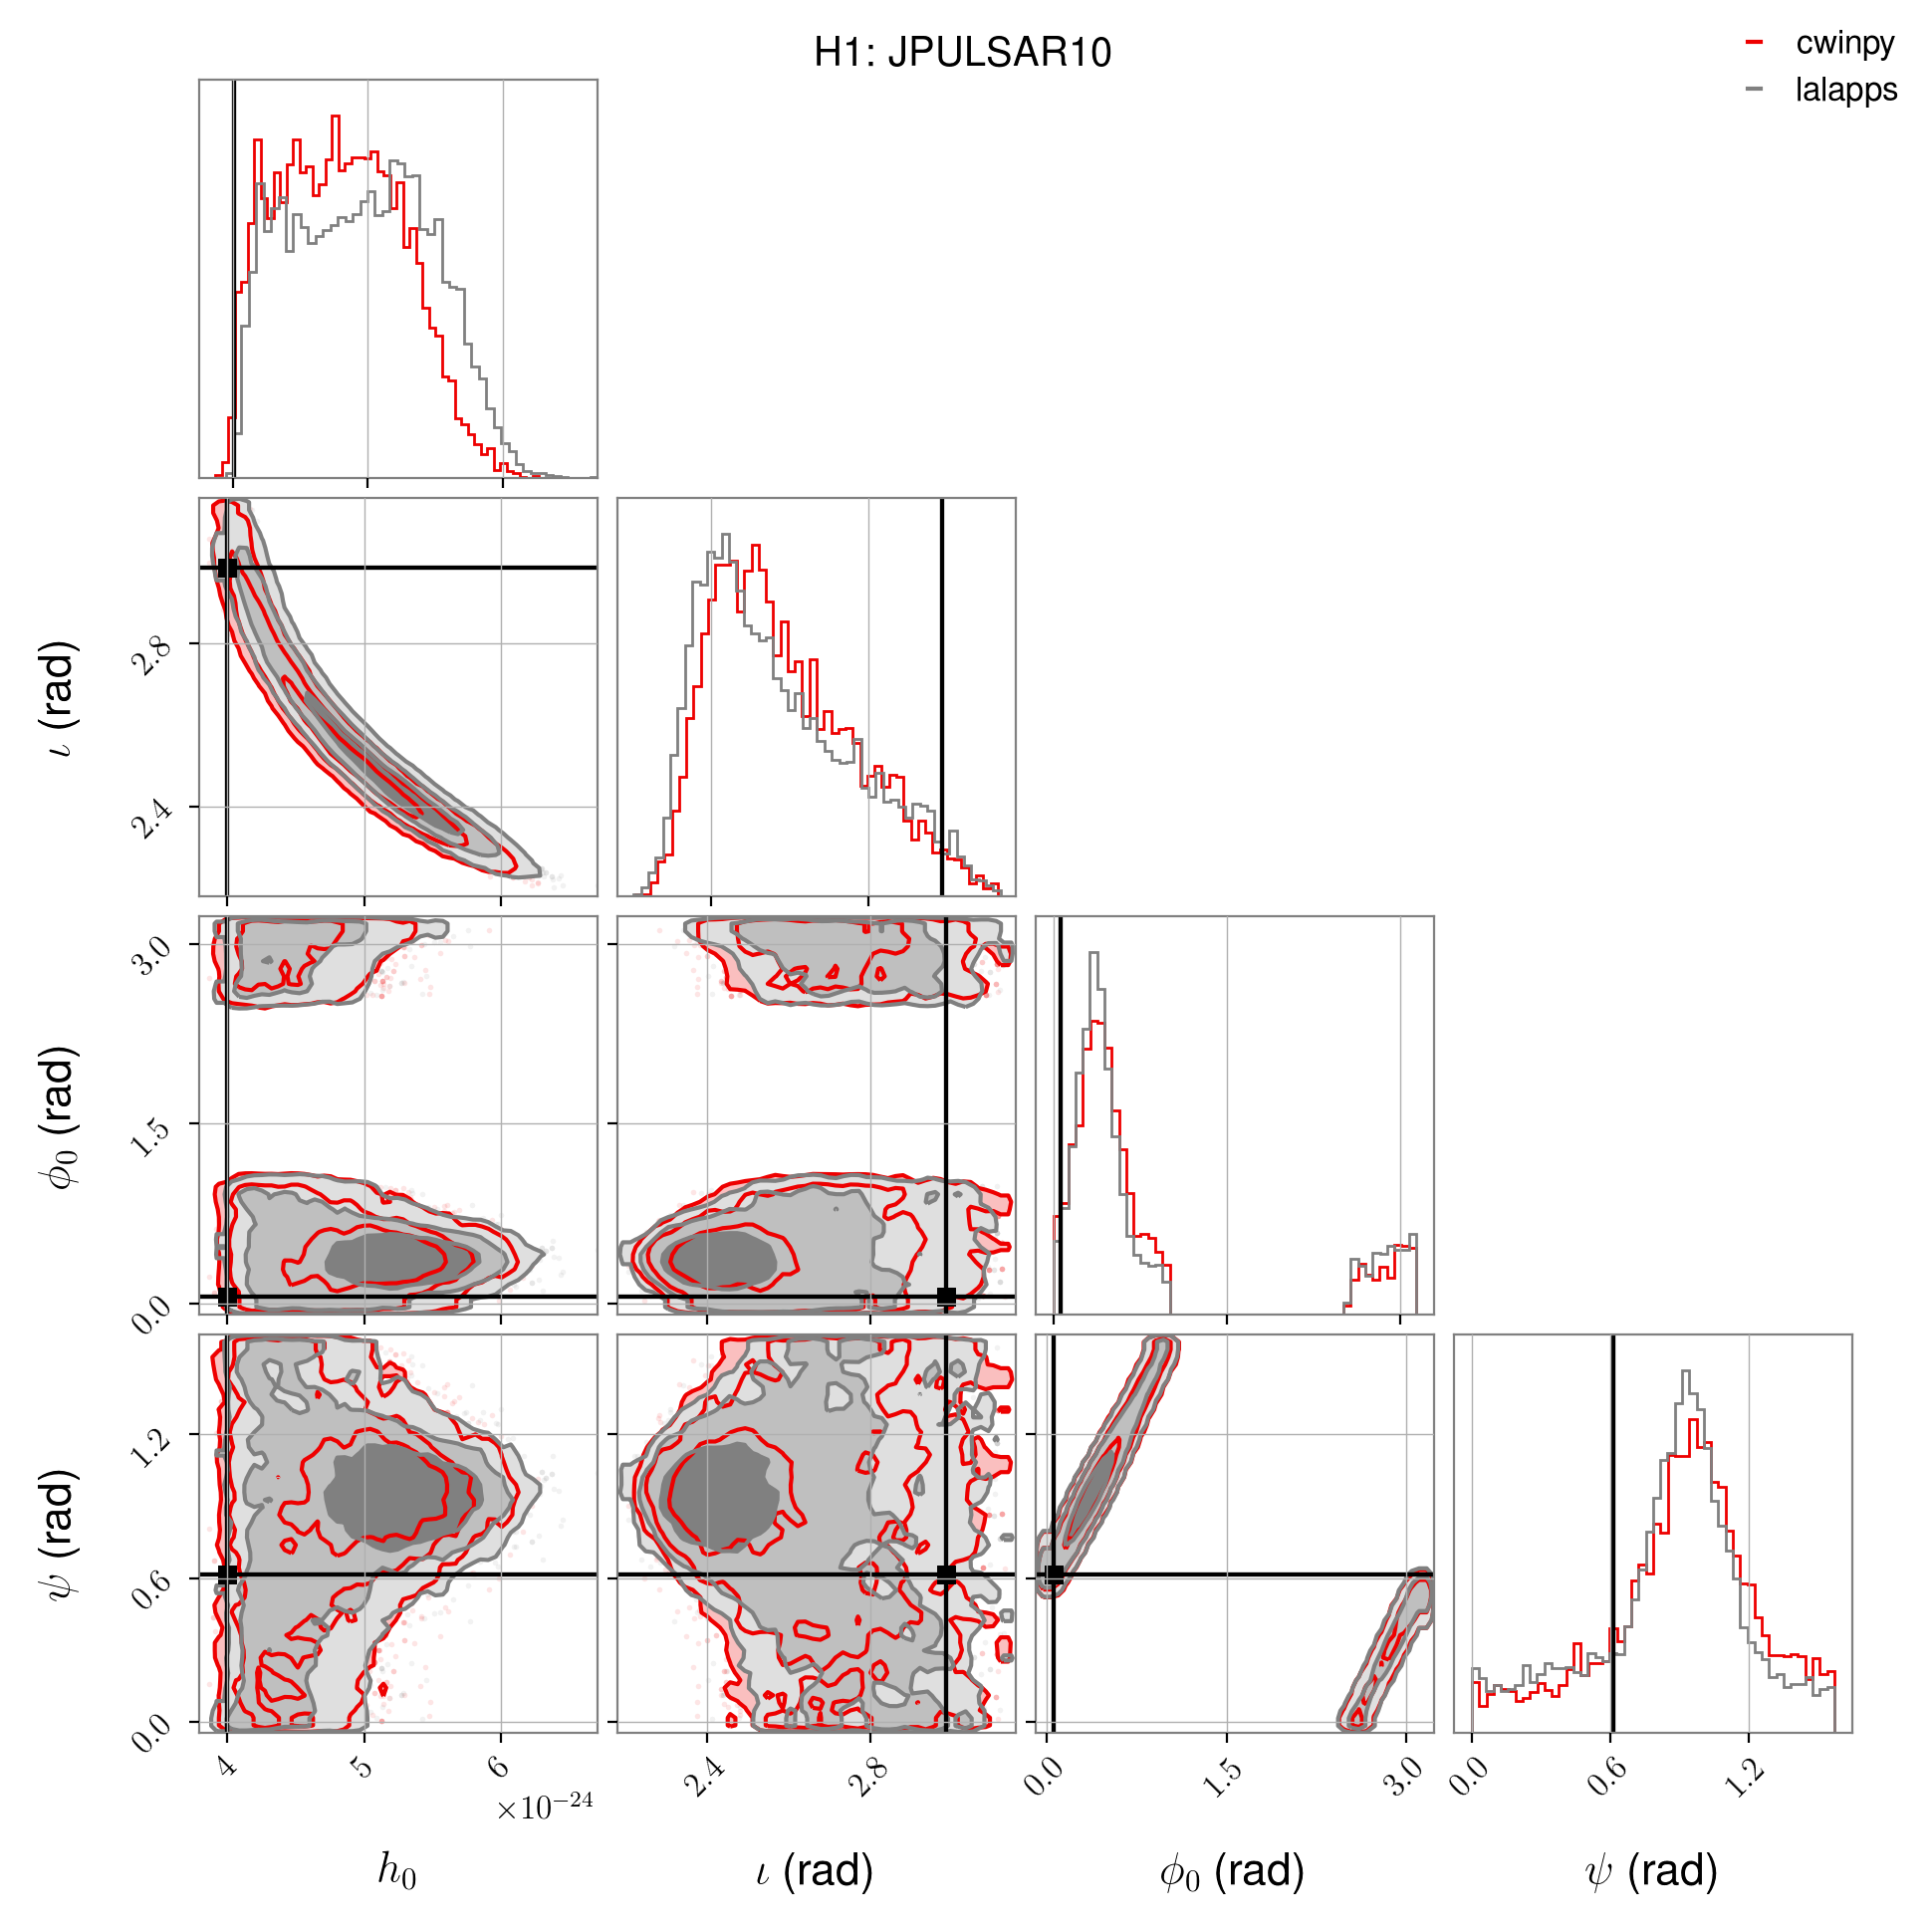 H1: JPULSAR10
cwinpy
lalapps
ι (rad)
2.8
2.4
ϕ₀ (rad)
3.0
1.5
0.0
ψ (rad)
1.2
0.6
0.0
4 5 6
×10⁻²⁴
h₀
2.4 2.8
ι (rad)
0.0 1.5 3.0
ϕ₀ (rad)
0.0 0.6 1.2
ψ (rad)